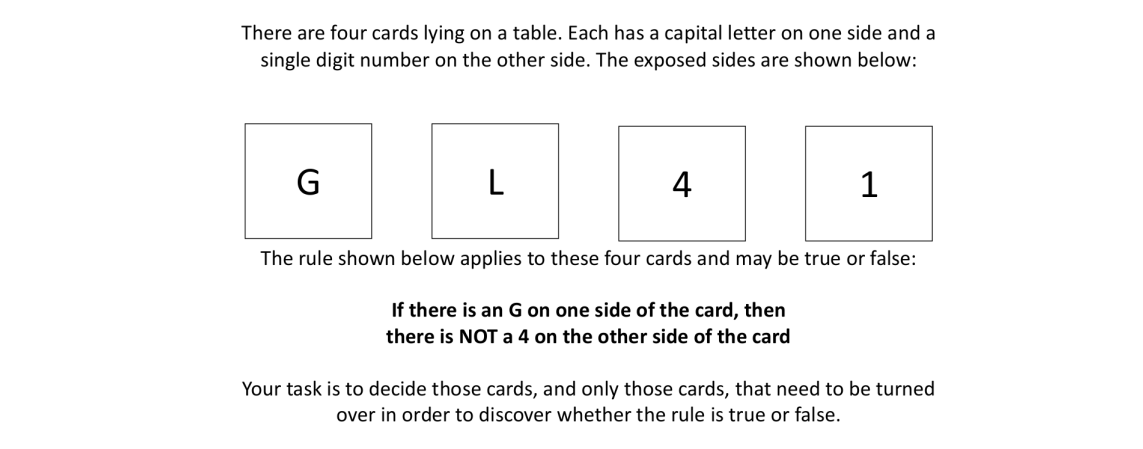 There are four cards lying on a table. Each has a capital letter on one side and a
single digit number on the other side. The exposed sides are shown below:
G L 4 1
The rule shown below applies to these four cards and may be true or false:
If there is an G on one side of the card, then
there is NOT a 4 on the other side of the card
Your task is to decide those cards, and only those cards, that need to be turned
over in order to discover whether the rule is true or false.